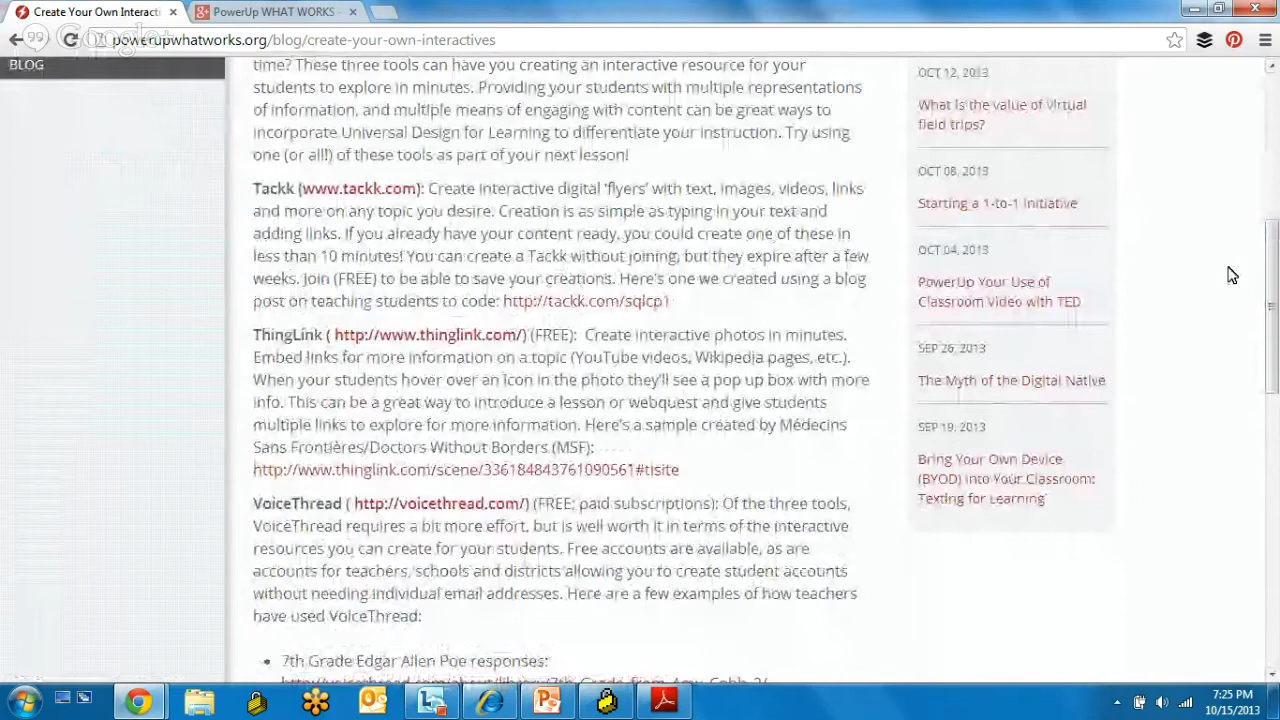 Create Your Own Interacti
PowerUp WHAT WORKS -
Google+
powerupwhatworks.org/blog/create-your-own-interactives
BLOG
time? These three tools can have you creating an interactive resource for your
students to explore in minutes. Providing your students with multiple representations
of information, and multiple means of engaging with content can be great ways to
incorporate Universal Design for Learning to differentiate your instruction. Try using
one (or all!) of these tools as part of your next lesson!
Tackk (www.tackk.com): Create interactive digital 'flyers' with text, images, videos, links
and more on any topic you desire. Creation is as simple as typing in your text and
adding links. If you already have your content ready, you could create one of these in
less than 10 minutes! You can create a Tackk without joining, but they expire after a few
weeks. Join (FREE) to be able to save your creations. Here's one we created using a blog
post on teaching students to code: http://tackk.com/sqlcp1
ThingLink ( http://www.thinglink.com/) (FREE): Create interactive photos in minutes.
Embed links for more information on a topic (YouTube videos, Wikipedia pages, etc.).
When your students hover over an icon in the photo they'll see a pop up box with more
info. This can be a great way to introduce a lesson or webquest and give students
multiple links to explore for more information. Here's a sample created by Médecins
Sans Frontières/Doctors Without Borders (MSF):
http://www.thinglink.com/scene/336184843761090561#tlsite
VoiceThread ( http://voicethread.com/) (FREE; paid subscriptions): Of the three tools,
VoiceThread requires a bit more effort, but is well worth it in terms of the interactive
resources you can create for your students. Free accounts are available, as are
accounts for teachers, schools and districts allowing you to create student accounts
without needing individual email addresses. Here are a few examples of how teachers
have used VoiceThread:
7th Grade Edgar Allen Poe responses:
OCT 12, 2013
What is the value of virtual
field trips?
OCT 08, 2013
Starting a 1-to-1 Initiative
OCT 04, 2013
PowerUp Your Use of
Classroom Video with TED
SEP 26, 2013
The Myth of the Digital Native
SEP 19, 2013
Bring Your Own Device
(BYOD) into Your Classroom:
Texting for Learning
7:25 PM
10/15/2013